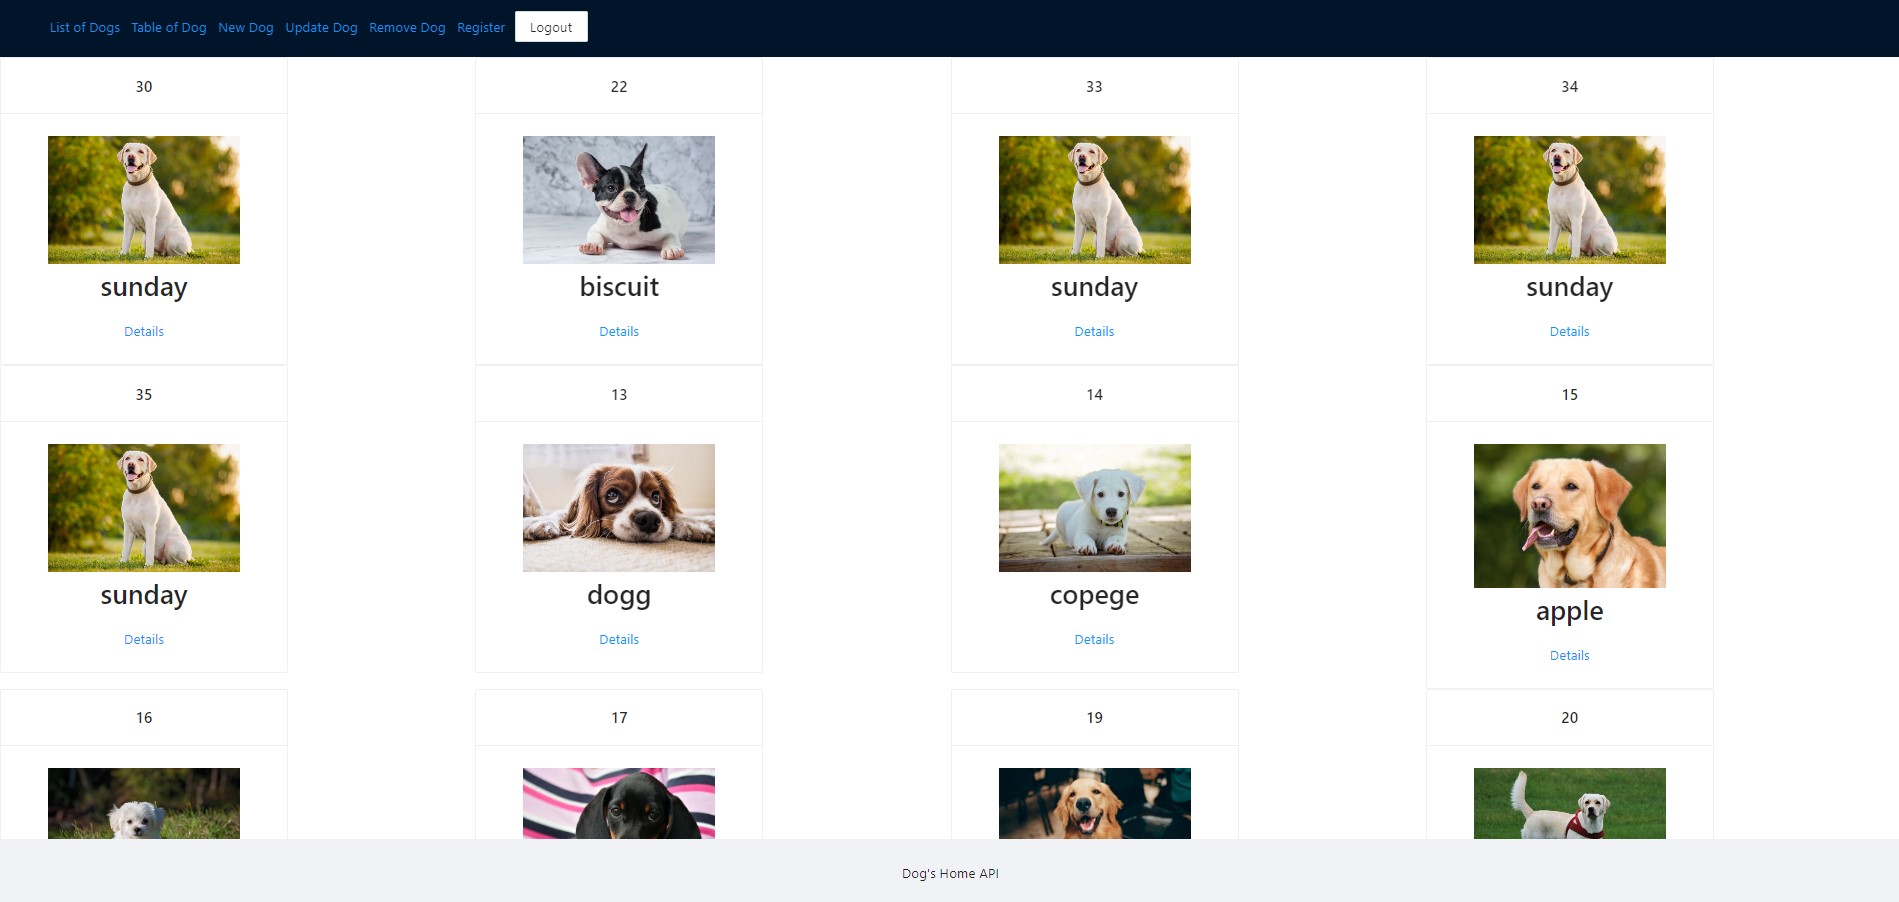 List of Dogs Table of Dog New Dog Update Dog Remove Dog Register Logout
30 22 33 34
sunday biscuit sunday sunday
Details Details Details Details
35 13 14 15
sunday dogg copege apple
Details Details Details Details
16 17 19 20
Dog's Home API